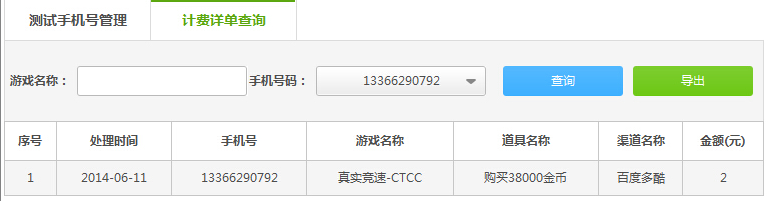 测试手机号管理 计费详单查询
游戏名称： 手机号码： 13366290792 查询 导出
序号 处理时间 手机号 游戏名称 道具名称 渠道名称 金额(元)
1 2014-06-11 13366290792 真实竞速-CTCC 购买38000金币 百度多酷 2